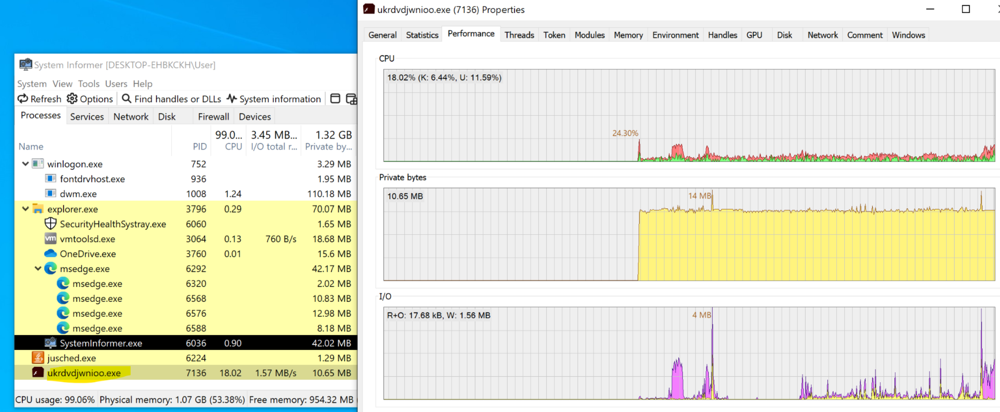 System Informer [DESKTOP-EHBKCKH\User]
System View Tools Users Help
Refresh Options Find handles or DLLs System information
Processes Services Network Disk Firewall Devices
99.0... 3.45 MB... 1.32 GB
Name PID CPU I/O total r... Private by...
winlogon.exe 752 3.29 MB
fontdrvhost.exe 936 1.95 MB
dwm.exe 1008 1.24 110.18 MB
explorer.exe 3796 0.29 70.07 MB
SecurityHealthSystray.exe 6060 1.65 MB
vm vmtoolsd.exe 3064 0.13 760 B/s 18.68 MB
OneDrive.exe 3760 0.01 15.6 MB
msedge.exe 6292 42.17 MB
msedge.exe 6320 2.02 MB
msedge.exe 6568 10.83 MB
msedge.exe 6576 12.98 MB
msedge.exe 6588 8.18 MB
SystemInformer.exe 6036 0.90 42.02 MB
jusched.exe 6224 1.29 MB
ukrdvdjwnioo.exe 7136 18.02 1.57 MB/s 10.65 MB
CPU usage: 99.06% Physical memory: 1.07 GB (53.38%) Free memory: 954.32 MB (
ukrdvdjwnioo.exe (7136) Properties
General Statistics Performance Threads Token Modules Memory Environment Handles GPU Disk Network Comment Windows
CPU
18.02% (K: 6.44%, U: 11.59%)
24.30%
Private bytes
10.65 MB
14 MB
I/O
R+O: 17.68 kB, W: 1.56 MB
4 MB